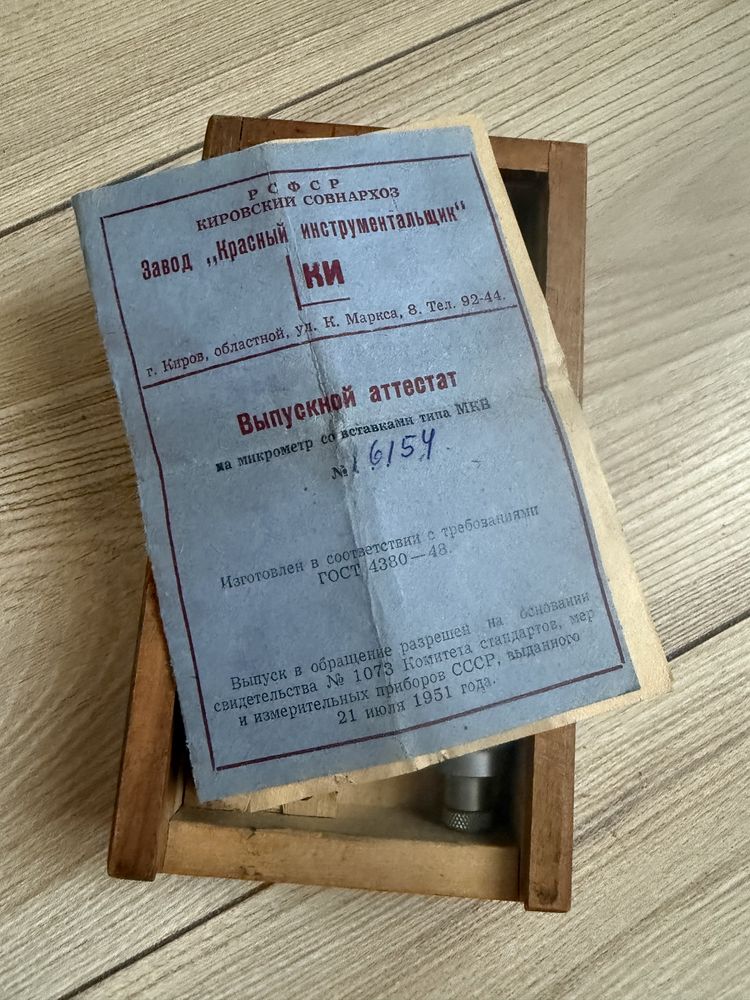 РСФСР
КИРОВСКИЙ СОВНАРХОЗ
Завод „Красный инструментальщик“
КИ
г. Киров, областной, ул. К. Маркса, 8. Тел. 92-44.
Выпускной аттестат
на микрометр со вставками типа МКВ
№ 16154
Изготовлен в соответствии с требованиями
ГОСТ 4380—48.
Выпуск в обращение разрешен на основании
свидетельства № 1073 Комитета стандартов, мер
и измерительных приборов СССР, выданного
21 июля 1951 года.